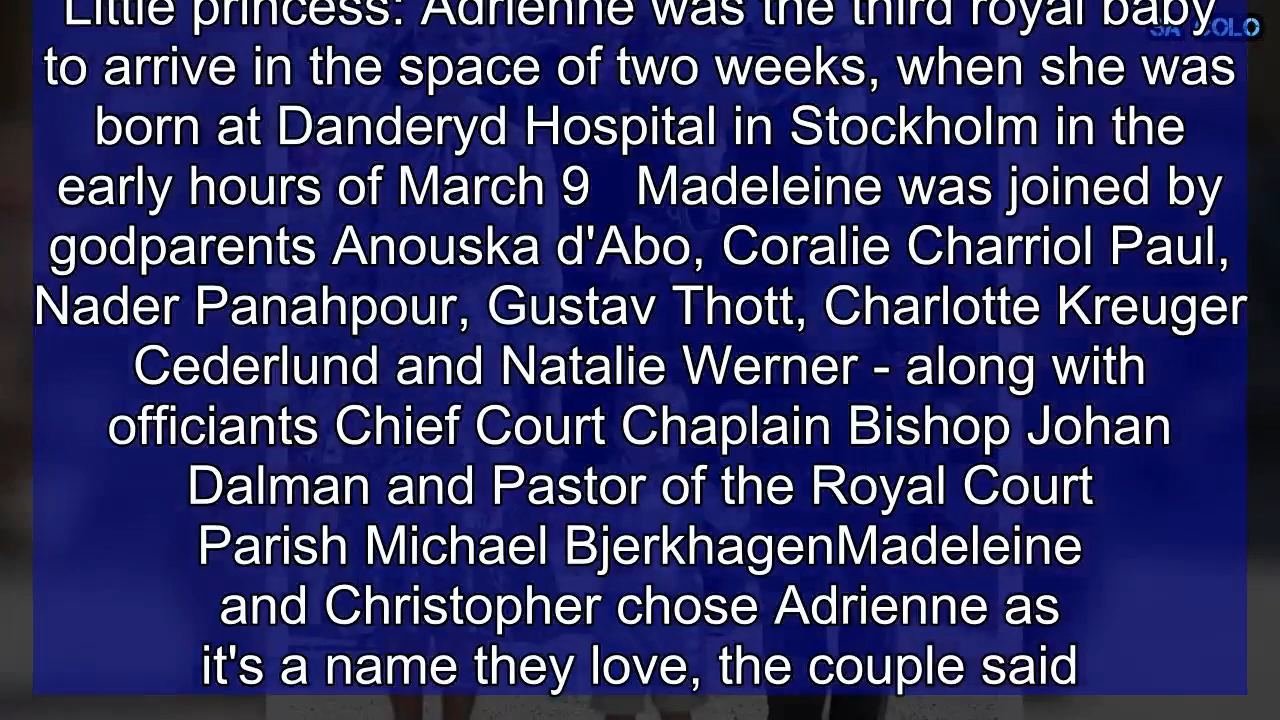 Little princess: Adrienne was the third royal baby
to arrive in the space of two weeks, when she was
born at Danderyd Hospital in Stockholm in the
early hours of March 9   Madeleine was joined by
godparents Anouska d'Abo, Coralie Charriol Paul,
Nader Panahpour, Gustav Thott, Charlotte Kreuger
Cederlund and Natalie Werner - along with
officiants Chief Court Chaplain Bishop Johan
Dalman and Pastor of the Royal Court
Parish Michael BjerkhagenMadeleine
and Christopher chose Adrienne as
it's a name they love, the couple said
COLO